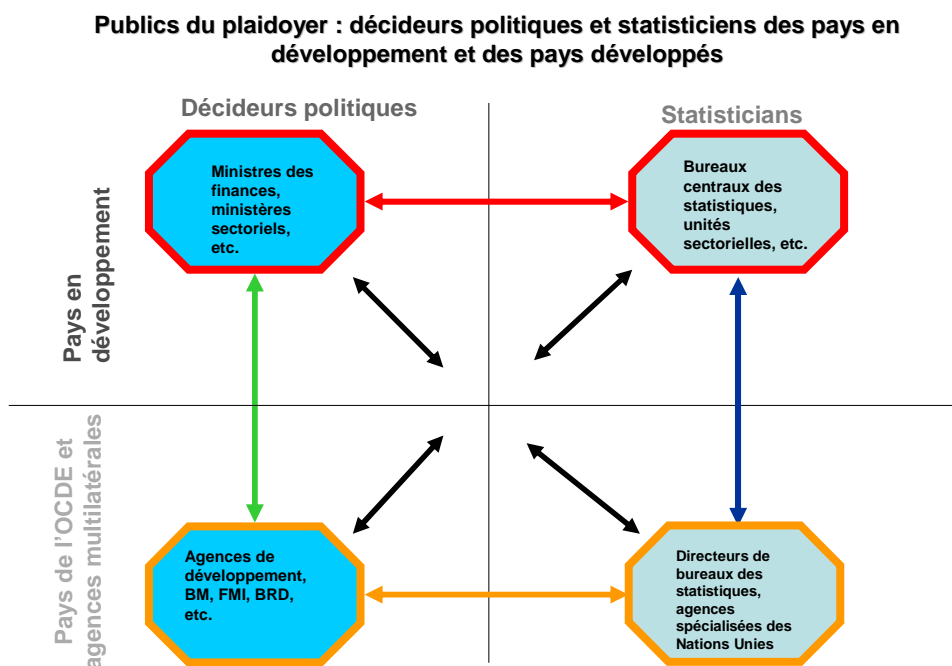 Publics du plaidoyer : décideurs politiques et statisticiens des pays en
développement et des pays développés
Décideurs politiques
Statisticians
Pays en
développement
Ministres des
finances,
ministères
sectoriels,
etc.
Bureaux
centraux des
statistiques,
unités
sectorielles, etc.
Pays de l'OCDE et
agences multilatérales
Agences de
développement,
BM, FMI, BRD,
etc.
Directeurs de
bureaux des
statistiques,
agences
spécialisées des
Nations Unies